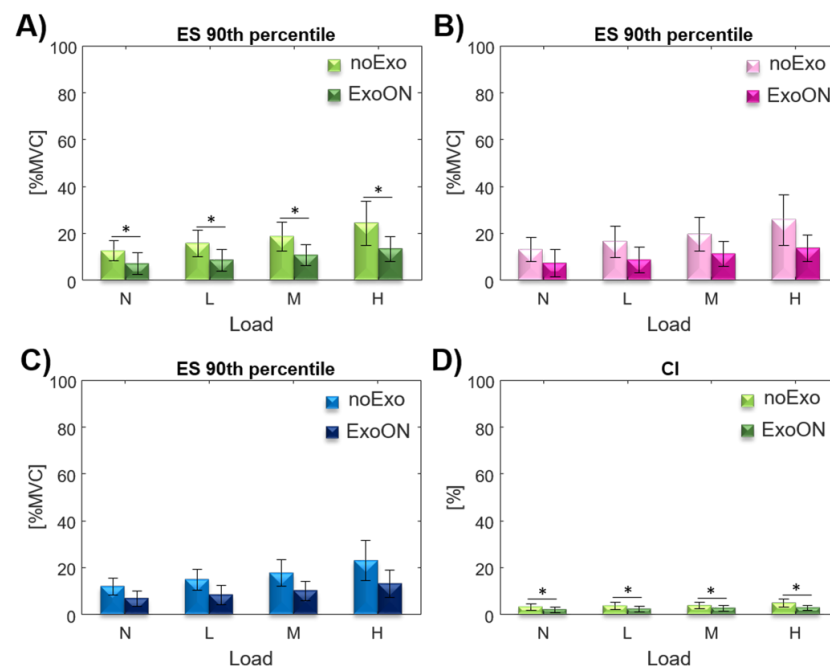 A)
ES 90th percentile
100
80
60
40
20
0
[%MVC]
noExo
ExoON
*
*
*
*
N L M H
Load
B)
ES 90th percentile
100
80
60
40
20
0
[%MVC]
noExo
ExoON
N L M H
Load
C)
ES 90th percentile
100
80
60
40
20
0
[%MVC]
noExo
ExoON
N L M H
Load
D)
CI
100
80
60
40
20
0
[%]
noExo
ExoON
*
*
*
*
N L M H
Load